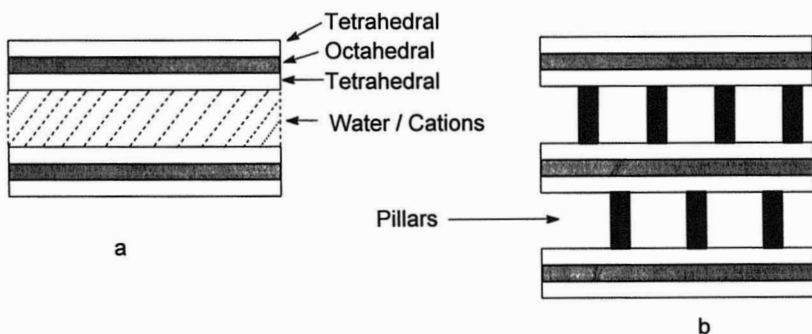 Tetrahedral
Octahedral
Tetrahedral
Water / Cations
Pillars
a
b